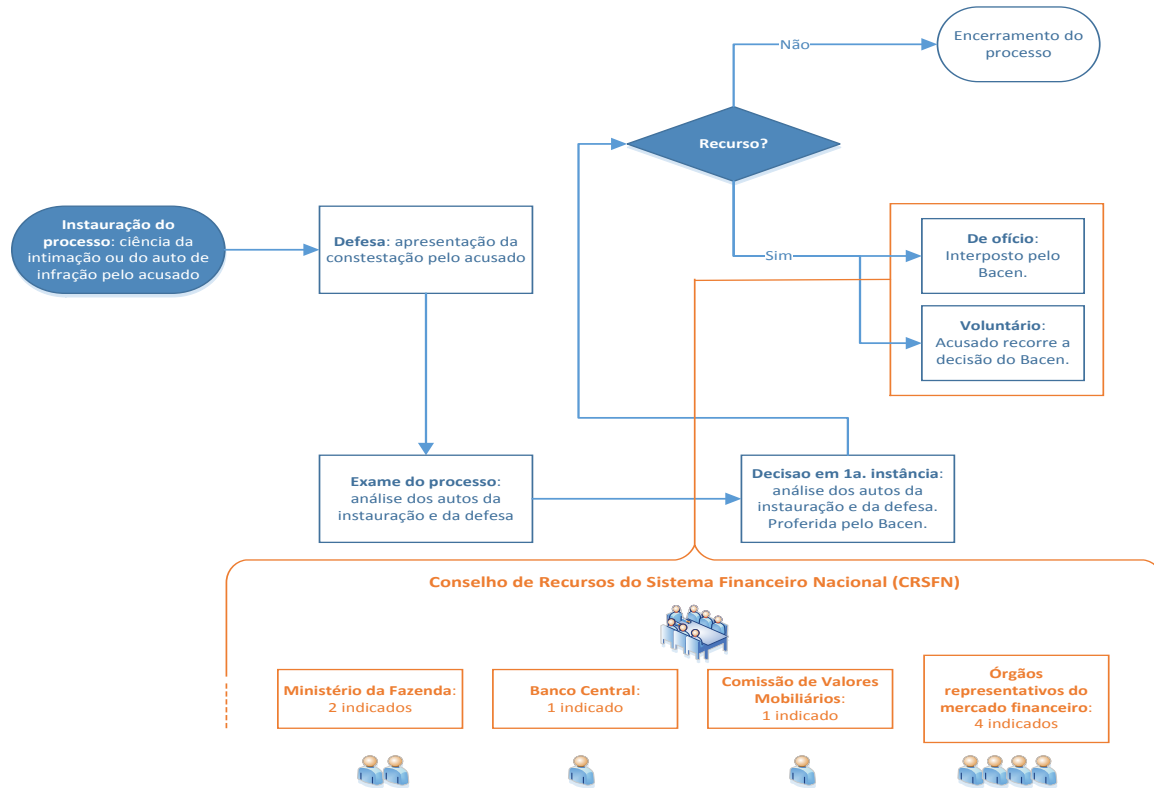 Encerramento do
processo
Não
Recurso?
Instauração do
processo: ciência da
intimação ou do auto de
infração pelo acusado
Defesa: apresentação da
constestação pelo acusado
Sim
De ofício:
Interposto pelo
Bacen.
Voluntário:
Acusado recorre a
decisão do Bacen.
Exame do processo:
análise dos autos da
instauração e da defesa
Decisao em 1a. instância:
análise dos autos da
instauração e da defesa.
Proferida pelo Bacen.
Conselho de Recursos do Sistema Financeiro Nacional (CRSFN)
Ministério da Fazenda:
2 indicados
Banco Central:
1 indicado
Comissão de Valores
Mobiliários:
1 indicado
Órgãos
representativos do
mercado financeiro:
4 indicados